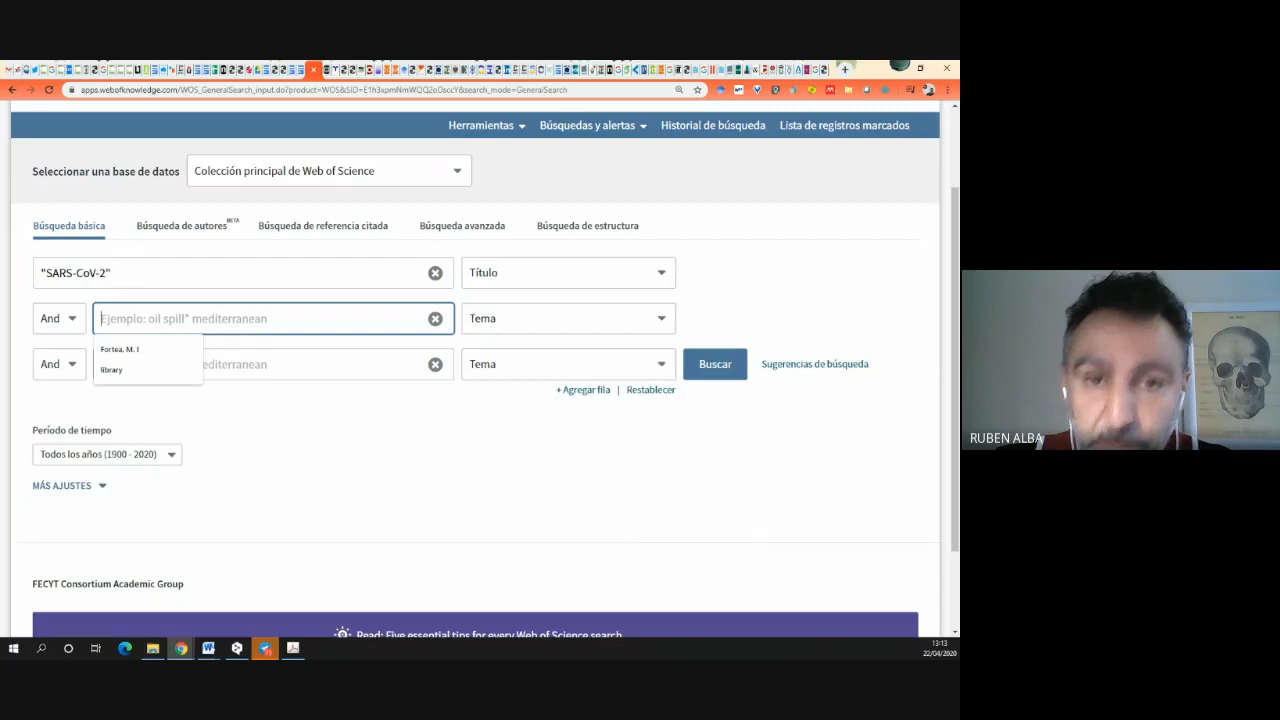 apps.webofknowledge.com/WOS_GeneralSearch_input.do?product=WOS&SID=E1h3xpmNmWQQ2oDsccY&search_mode=GeneralSearch
Herramientas Búsquedas y alertas Historial de búsqueda Lista de registros marcados
Seleccionar una base de datos Colección principal de Web of Science
Búsqueda básica Búsqueda de autores BETA Búsqueda de referencia citada Búsqueda avanzada Búsqueda de estructura
"SARS-CoV-2" Título
And Ejemplo: oil spill* mediterranean Tema
Fortea, M. I
And mediterranean Tema Buscar Sugerencias de búsqueda
library
+ Agregar fila | Restablecer
RUBEN ALBA
Período de tiempo
Todos los años (1900 - 2020)
MÁS AJUSTES
FECYT Consortium Academic Group
Read: Five essential tips for every Web of Science search
13:13
22/04/2020